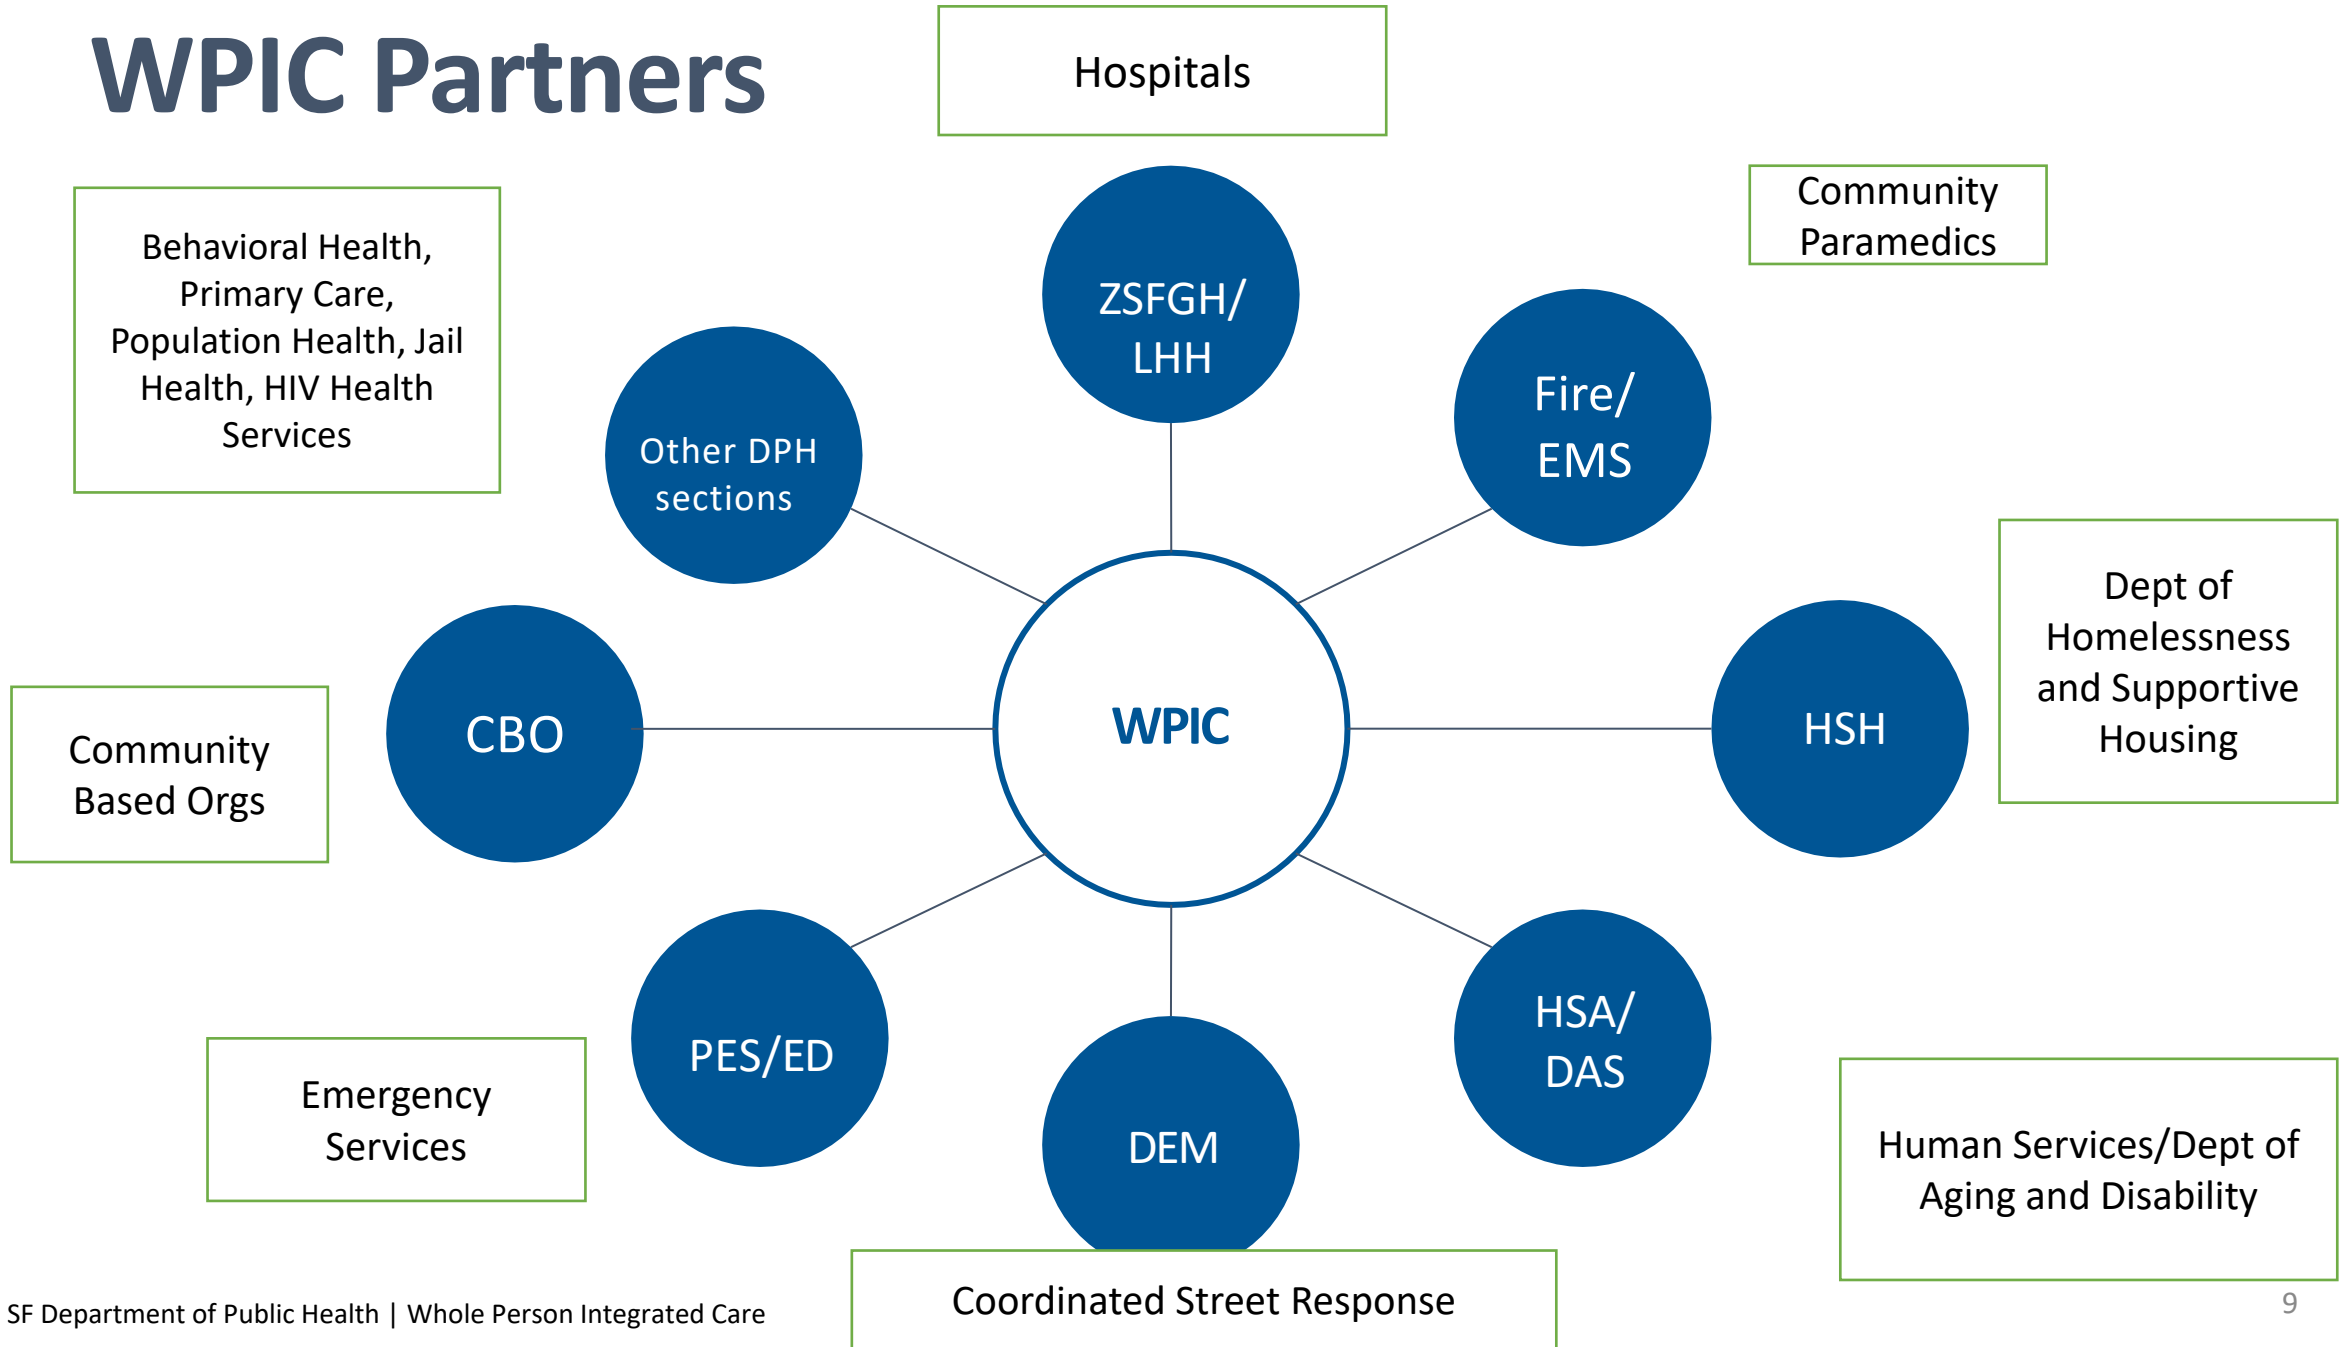 WPIC Partners
Hospitals
Community
Paramedics
Behavioral Health,
Primary Care,
Population Health, Jail
Health, HIV Health
Services
ZSFGH/
LHH
Fire/
EMS
Other DPH
sections
Dept of
Homelessness
and Supportive
Housing
CBO
WPIC
HSH
Community
Based Orgs
PES/ED
DEM
HSA/
DAS
Emergency
Services
Human Services/Dept of
Aging and Disability
Coordinated Street Response
SF Department of Public Health | Whole Person Integrated Care
9